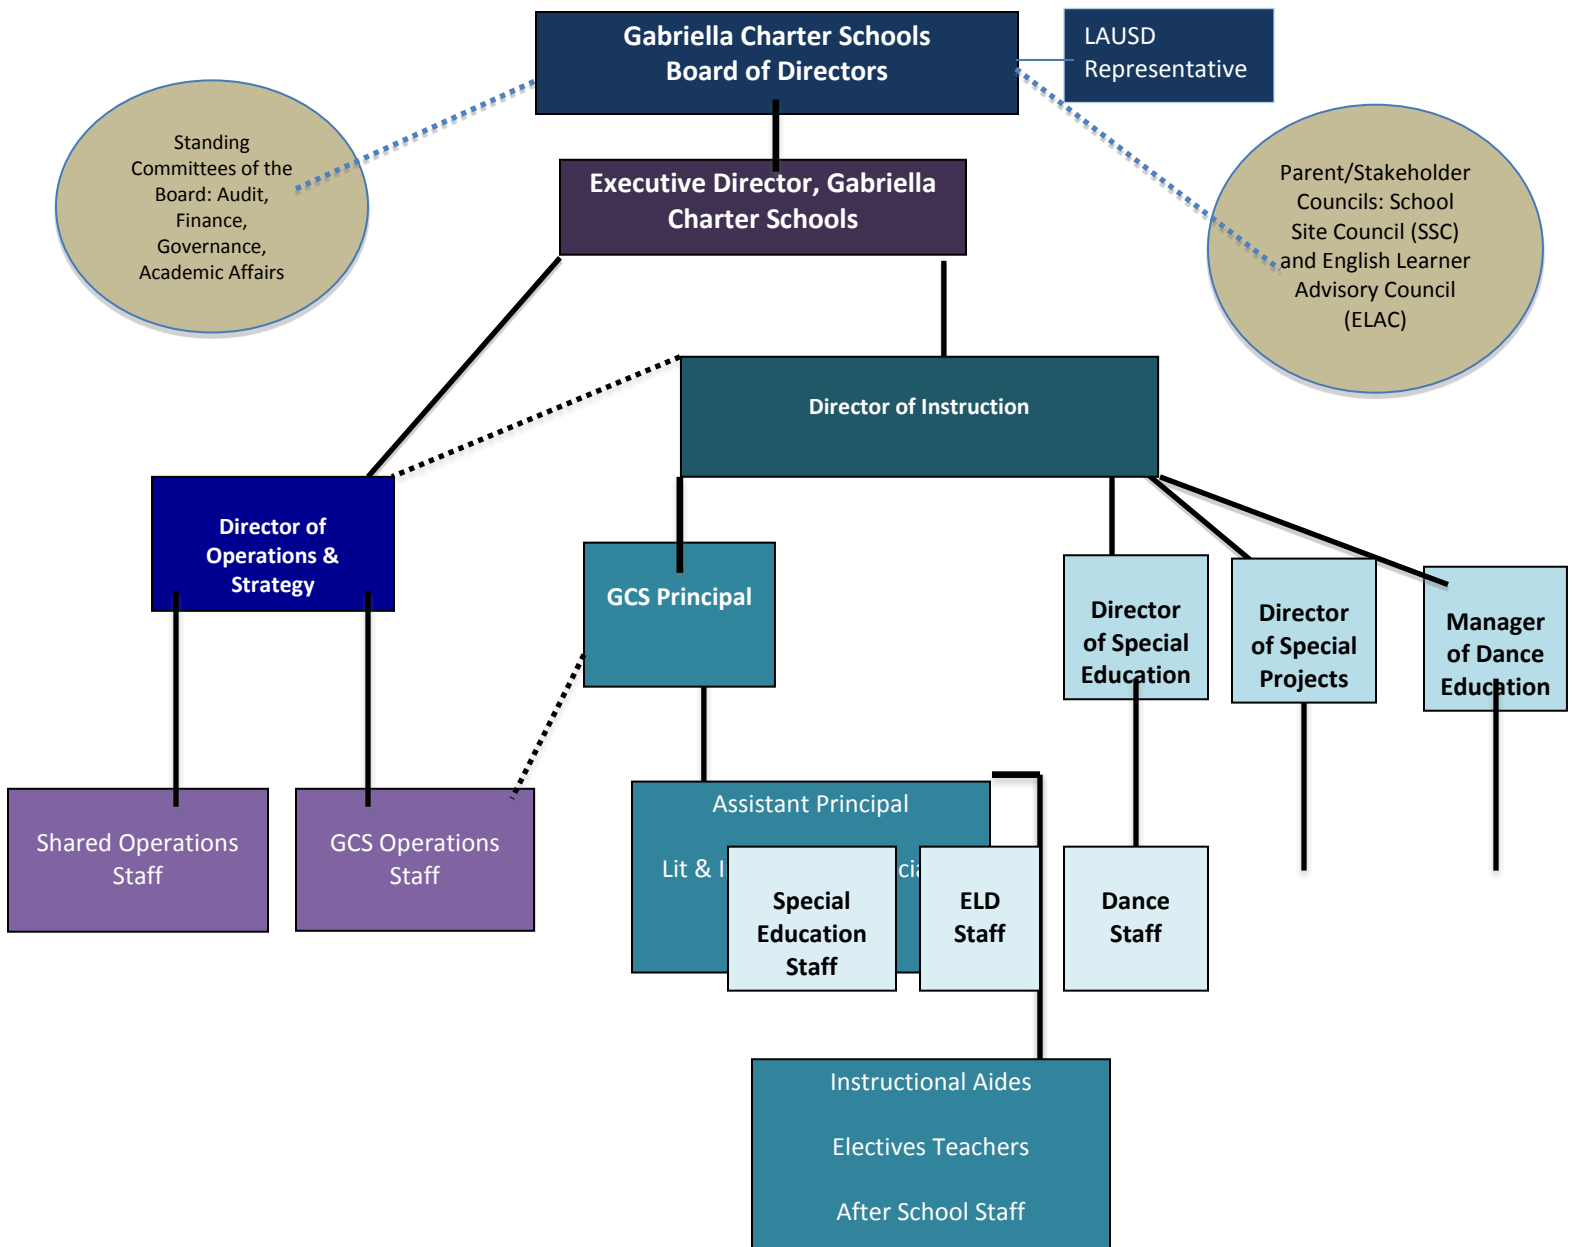 Gabriella Charter Schools
Board of Directors
LAUSD
Representative
Standing
Committees of the
Board: Audit,
Finance,
Governance,
Academic Affairs
Executive Director, Gabriella
Charter Schools
Parent/Stakeholder
Councils: School
Site Council (SSC)
and English Learner
Advisory Council
(ELAC)
Director of Instruction
Director of
Operations &
Strategy
GCS Principal
Director
of Special
Education
Director
of Special
Projects
Manager
of Dance
Education
Shared Operations
Staff
GCS Operations
Staff
Assistant Principal
Lit &
Special
Education
Staff
ELD
Staff
Dance
Staff
Instructional Aides
Electives Teachers
After School Staff